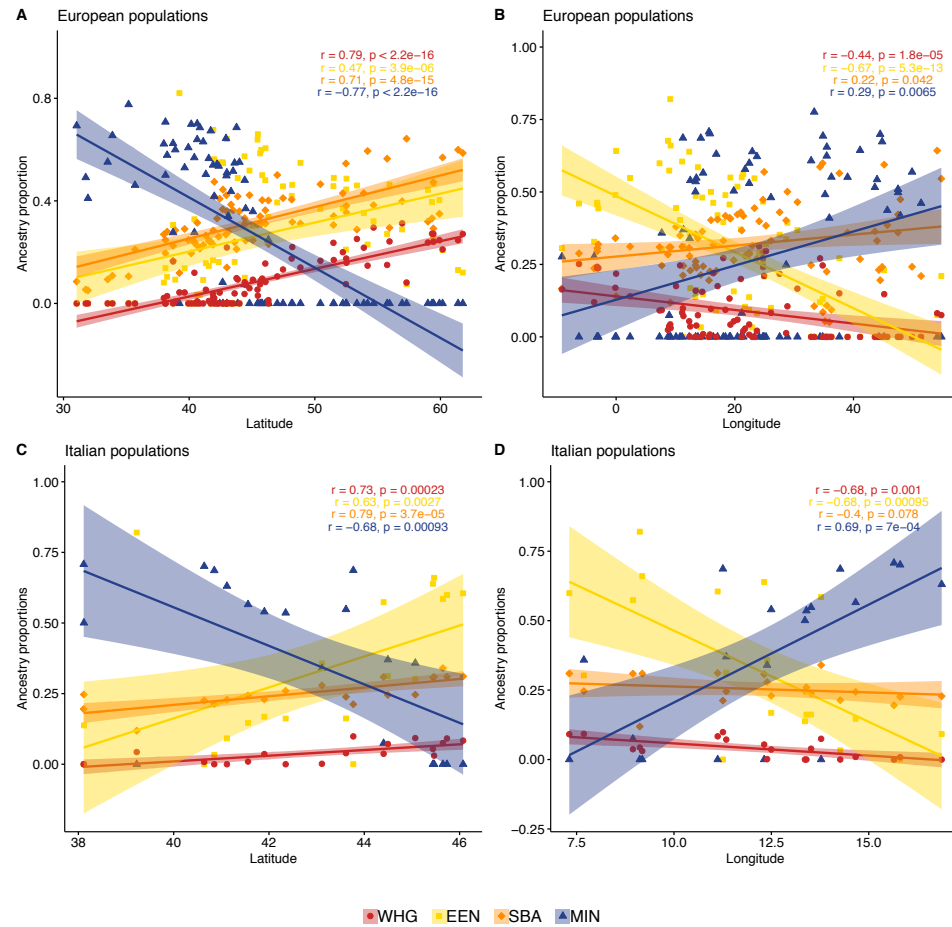 A European populations
r = 0.79, p < 2.2e−16
r = 0.47, p = 3.9e−06
r = 0.71, p = 4.8e−15
r = −0.77, p <2.2e−16
Ancestry proportion
0.8
0.4
0.0
30 40 50 60
Latitude
B European populations
r = −0.44, p = 1.8e−05
r = −0.67, p = 5.3e−13
r = 0.22, p = 0.042
r = 0.29, p = 0.0065
Ancestry proportion
1.00
0.75
0.50
0.25
0.00
0 20 40
Longitude
C Italian populations
r = 0.73, p = 0.00023
r = 0.63, p = 0.0027
r = 0.79, p = 3.7e−05
r = −0.68, p = 0.00093
Ancestry proportions
1.00
0.75
0.50
0.25
0.00
38 40 42 44 46
Latitude
D Italian populations
r = −0.68, p = 0.001
r = −0.68, p = 0.00095
r = −0.4, p = 0.078
r = 0.69, p = 7e−04
Ancestry proportions
1.00
0.75
0.50
0.25
0.00
−0.25
7.5 10.0 12.5 15.0
Longitude
WHG EEN SBA MIN